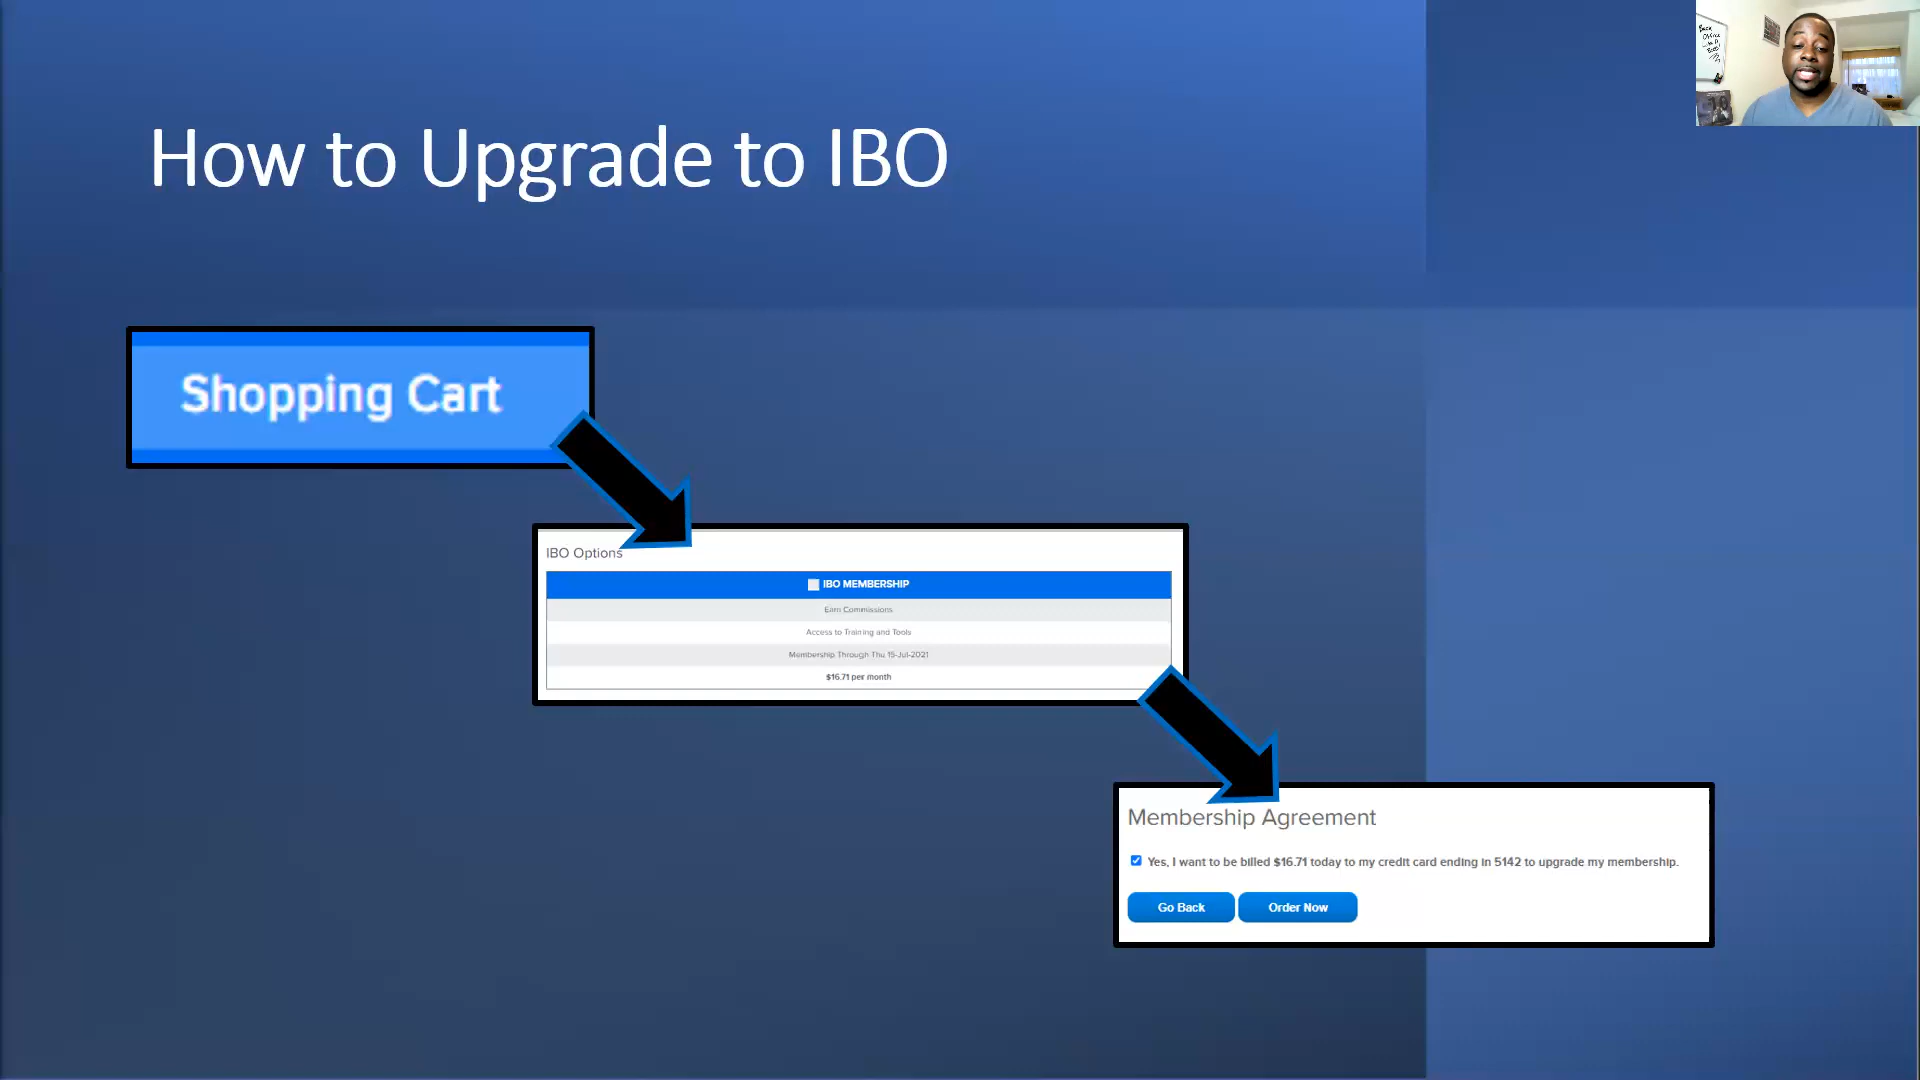 How to Upgrade to IBO
Back
Office
Shopping Cart
IBO Options
IBO MEMBERSHIP
Earn Commissions
Access to Training and Tools
Membership Through Thu 15-Jul-2021
$16.71 per month
Membership Agreement
Yes, I want to be billed $16.71 today to my credit card ending in 5142 to upgrade my membership.
Go Back
Order Now